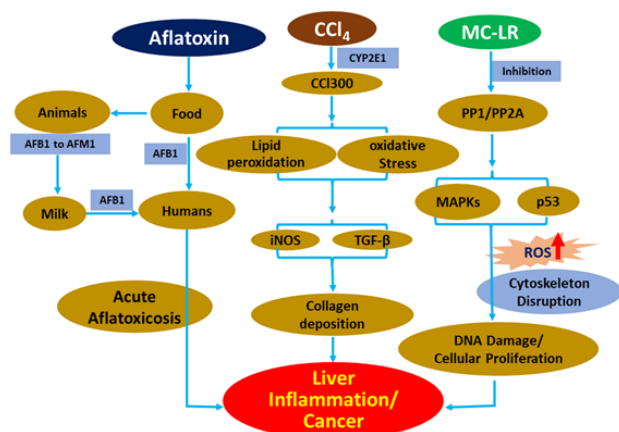 Aflatoxin
CCl4
MC-LR
CYP2E1
Inhibition
CCl300
Animals
Food
PP1/PP2A
AFB1 to AFM1
AFB1
Lipid
peroxidation
oxidative
Stress
Milk
AFB1
Humans
MAPKs
p53
iNOS
TGF-β
ROS
Cytoskeleton
Disruption
Acute
Aflatoxicosis
Collagen
deposition
DNA Damage/
Cellular Proliferation
Liver
Inflammation/
Cancer